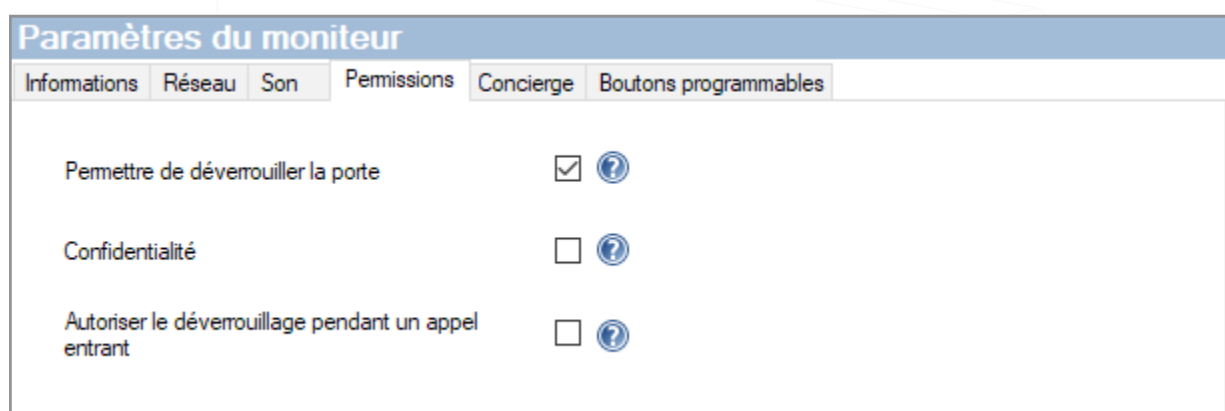 Paramètres du moniteur
Informations Réseau Son Permissions Concierge Boutons programmables
Permettre de déverrouiller la porte
Confidentialité
Autoriser le déverrouillage pendant un appel
entrant